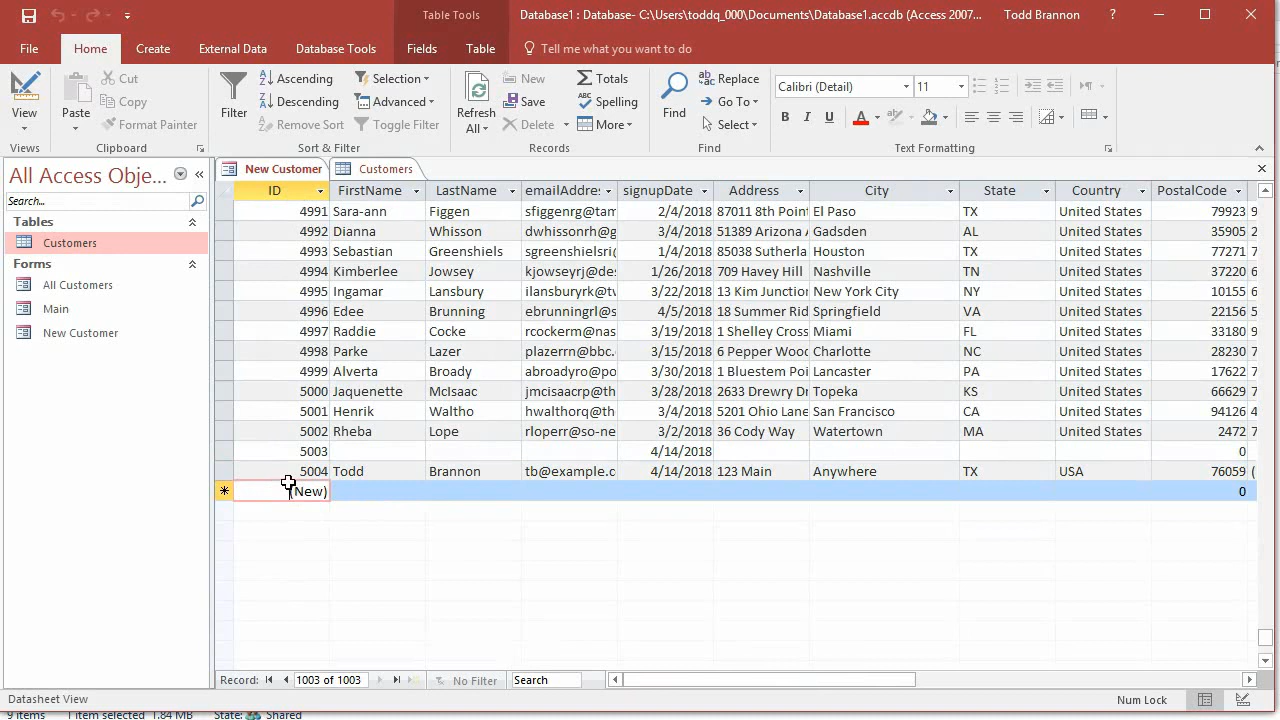 Table Tools
Database1 : Database- C:\Users\toddq_000\Documents\Database1.accdb (Access 2007...
Todd Brannon
?
File Home Create External Data Database Tools Fields Table Tell me what you want to do
View
Views
Paste
Cut
Copy
Format Painter
Clipboard
Filter
Ascending
Descending
Remove Sort
Selection
Advanced
Toggle Filter
Sort & Filter
Refresh
All
New
Save
Delete
Totals
Spelling
More
Records
Find
Replace
Go To
Select
Find
Calibri (Detail) 11
B I U A
Text Formatting
All Access Obje...
Search...
Tables
Customers
Forms
All Customers
Main
New Customer
New Customer Customers
ID FirstName LastName emailAddres signupDate Address City State Country PostalCode
4991 Sara-ann Figgen sfiggenrg@tam 2/4/2018 87011 8th Point El Paso TX United States 79923 9
4992 Dianna Whisson dwhissonrh@g 3/4/2018 51389 Arizona A Gadsden AL United States 35905 2
4993 Sebastian Greenshiels sgreenshielsri 1/4/2018 85038 Sutherla Houston TX United States 77271 7
4994 Kimberlee Jowsey kjowseyrj@des 1/26/2018 709 Havey Hill Nashville TN United States 37220 6
4995 Ingamar Lansbury ilansburyrk@tv 3/22/2018 13 Kim Junction New York City NY United States 10155 6
4996 Edee Brunning ebrunningrl@s 4/5/2018 18 Summer Rid Springfield VA United States 22156 5
4997 Raddie Cocke rcockerm@nas 3/19/2018 1 Shelley Cross Miami FL United States 33180 9
4998 Parke Lazer plazerrn@bbc. 3/15/2018 6 Pepper Wood Charlotte NC United States 28230 7
4999 Alverta Broady abroadyro@po 3/30/2018 1 Bluestem Poi Lancaster PA United States 17622 7
5000 Jaquenette McIsaac jmcisaacrp@th 3/28/2018 2633 Drewry Dr Topeka KS United States 66629 7
5001 Henrik Waltho hwalthorq@th 3/4/2018 5201 Ohio Lane San Francisco CA United States 94126 4
5002 Rheba Lope rloperr@so-ne 3/2/2018 36 Cody Way Watertown MA United States 2472 7
5003 4/14/2018 0
5004 Todd Brannon tb@example.c 4/14/2018 123 Main Anywhere TX USA 76059 (
(New) 0
Record: 1003 of 1003 No Filter Search
Datasheet View Num Lock
9 items 1 item selected 1.84 MB State: Shared